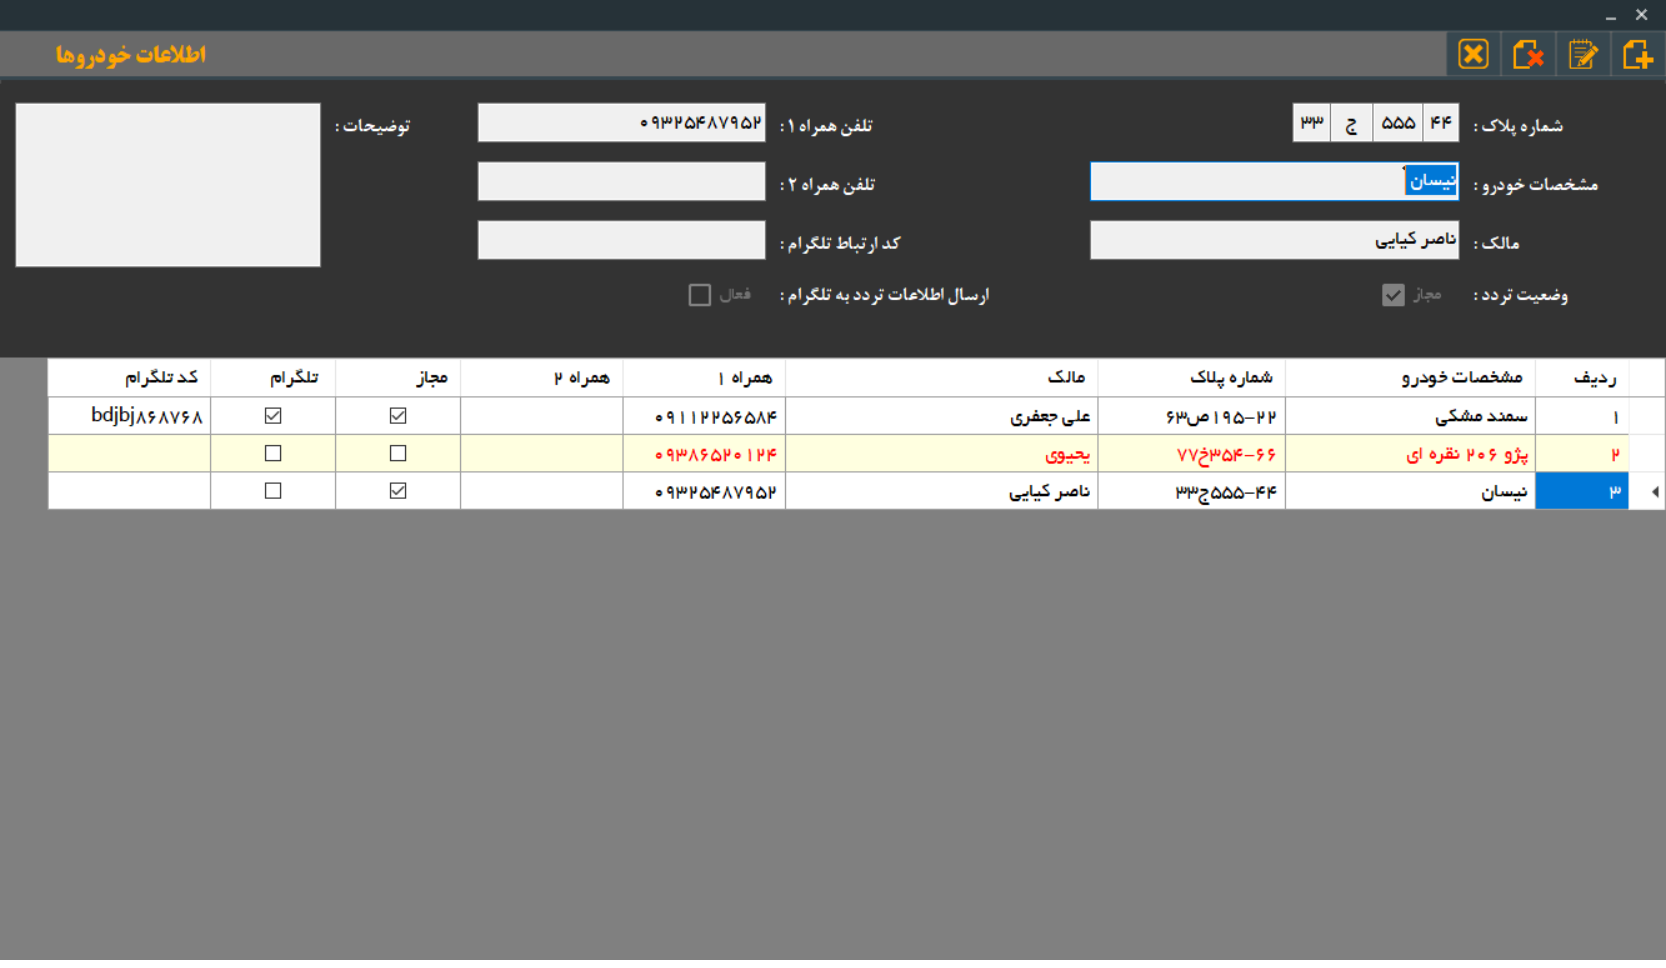 اطلاعات خودروها
شماره پلاک : ۴۴ ۵۵۵ ج ۳۳
تلفن همراه ۱ : ۰۹۳۲۵۴۸۷۹۵۲
توضیحات :
مشخصات خودرو : نیسان
تلفن همراه ۲ :
مالک : ناصر کیایی
کد ارتباط تلگرام :
وضعیت تردد : مجاز
ارسال اطلاعات تردد به تلگرام : فعال
ردیف مشخصات خودرو شماره پلاک مالک همراه ۱ همراه ۲ مجاز تلگرام کد تلگرام
۱ سمند مشکی ۲۲-۱۹۵ص۶۳ علی جعفری ۰۹۱۱۲۲۵۶۵۸۴ bdjbj۸۶۸۷۶۸
۲ پژو ۲۰۶ نقره ای ۶۶-۳۵۴خ۷۷ یحیوی ۰۹۳۸۶۵۲۰۱۲۴
۳ نیسان ۴۴-۵۵۵ج۳۳ ناصر کیایی ۰۹۳۲۵۴۸۷۹۵۲